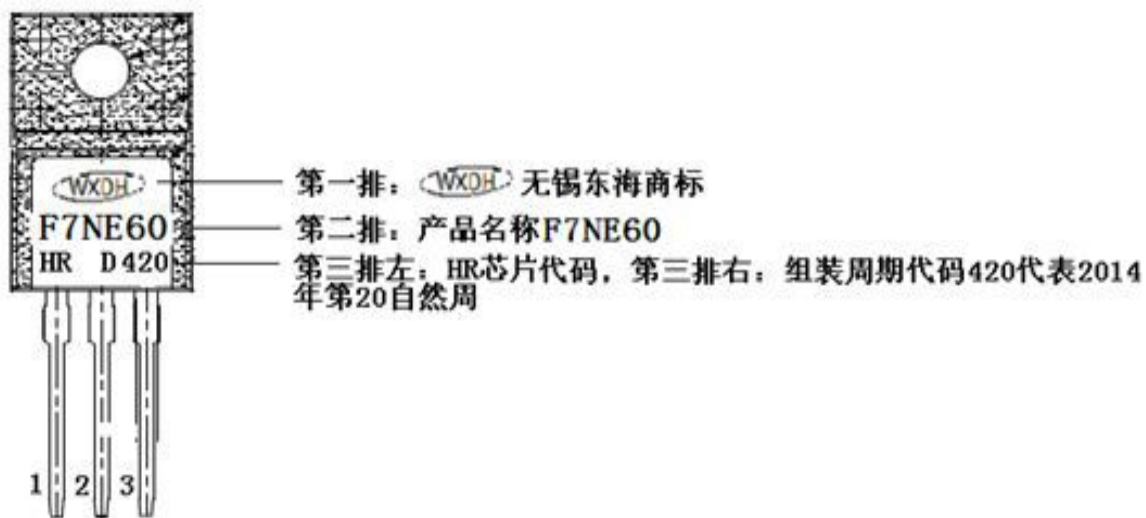 WXDH
F7NE60
HR D420
第一排：WXDH 无锡东海商标
第二排：产品名称F7NE60
第三排左：HR芯片代码，第三排右：组装周期代码420代表2014
年第20自然周
1 2 3